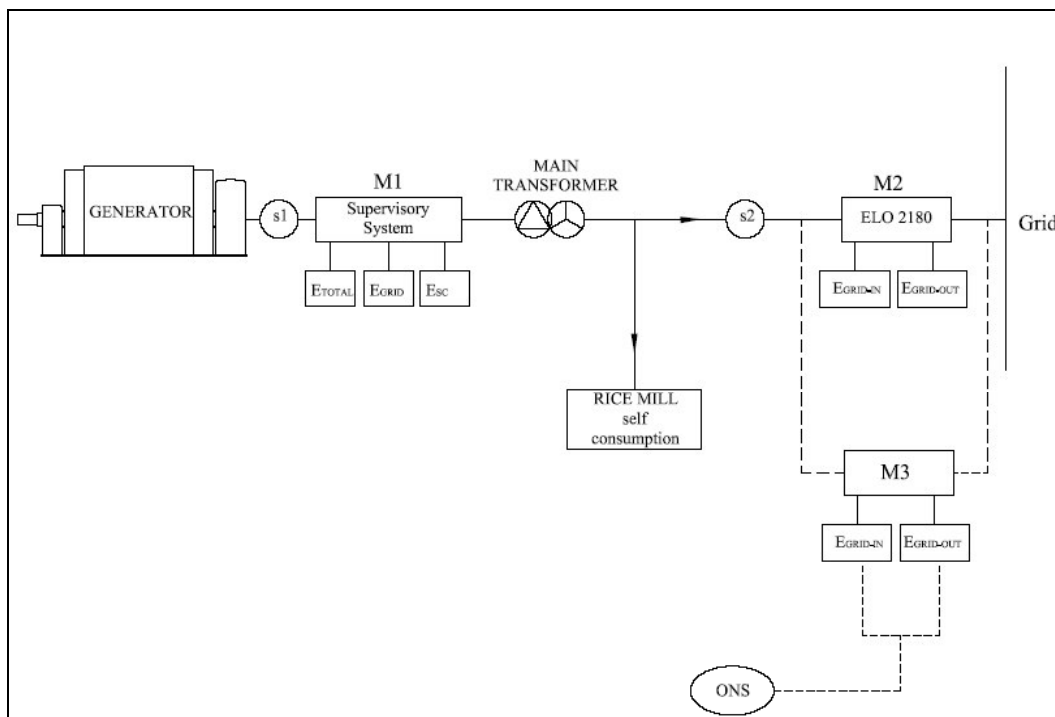 MAIN
TRANSFORMER
M1
M2
GENERATOR
s1
Supervisory
System
s2
ELO 2180
Grid
ETOTAL
EGRID
ESC
EGRID-IN
EGRID-OUT
RICE MILL
self
consumption
M3
EGRID-IN
EGRID-OUT
ONS